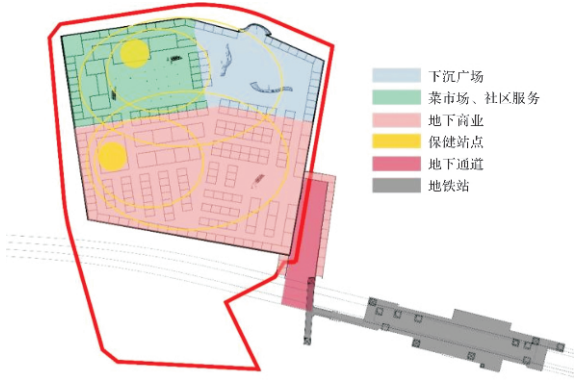 下沉广场
菜市场、社区服务
地下商业
保健站点
地下通道
地铁站